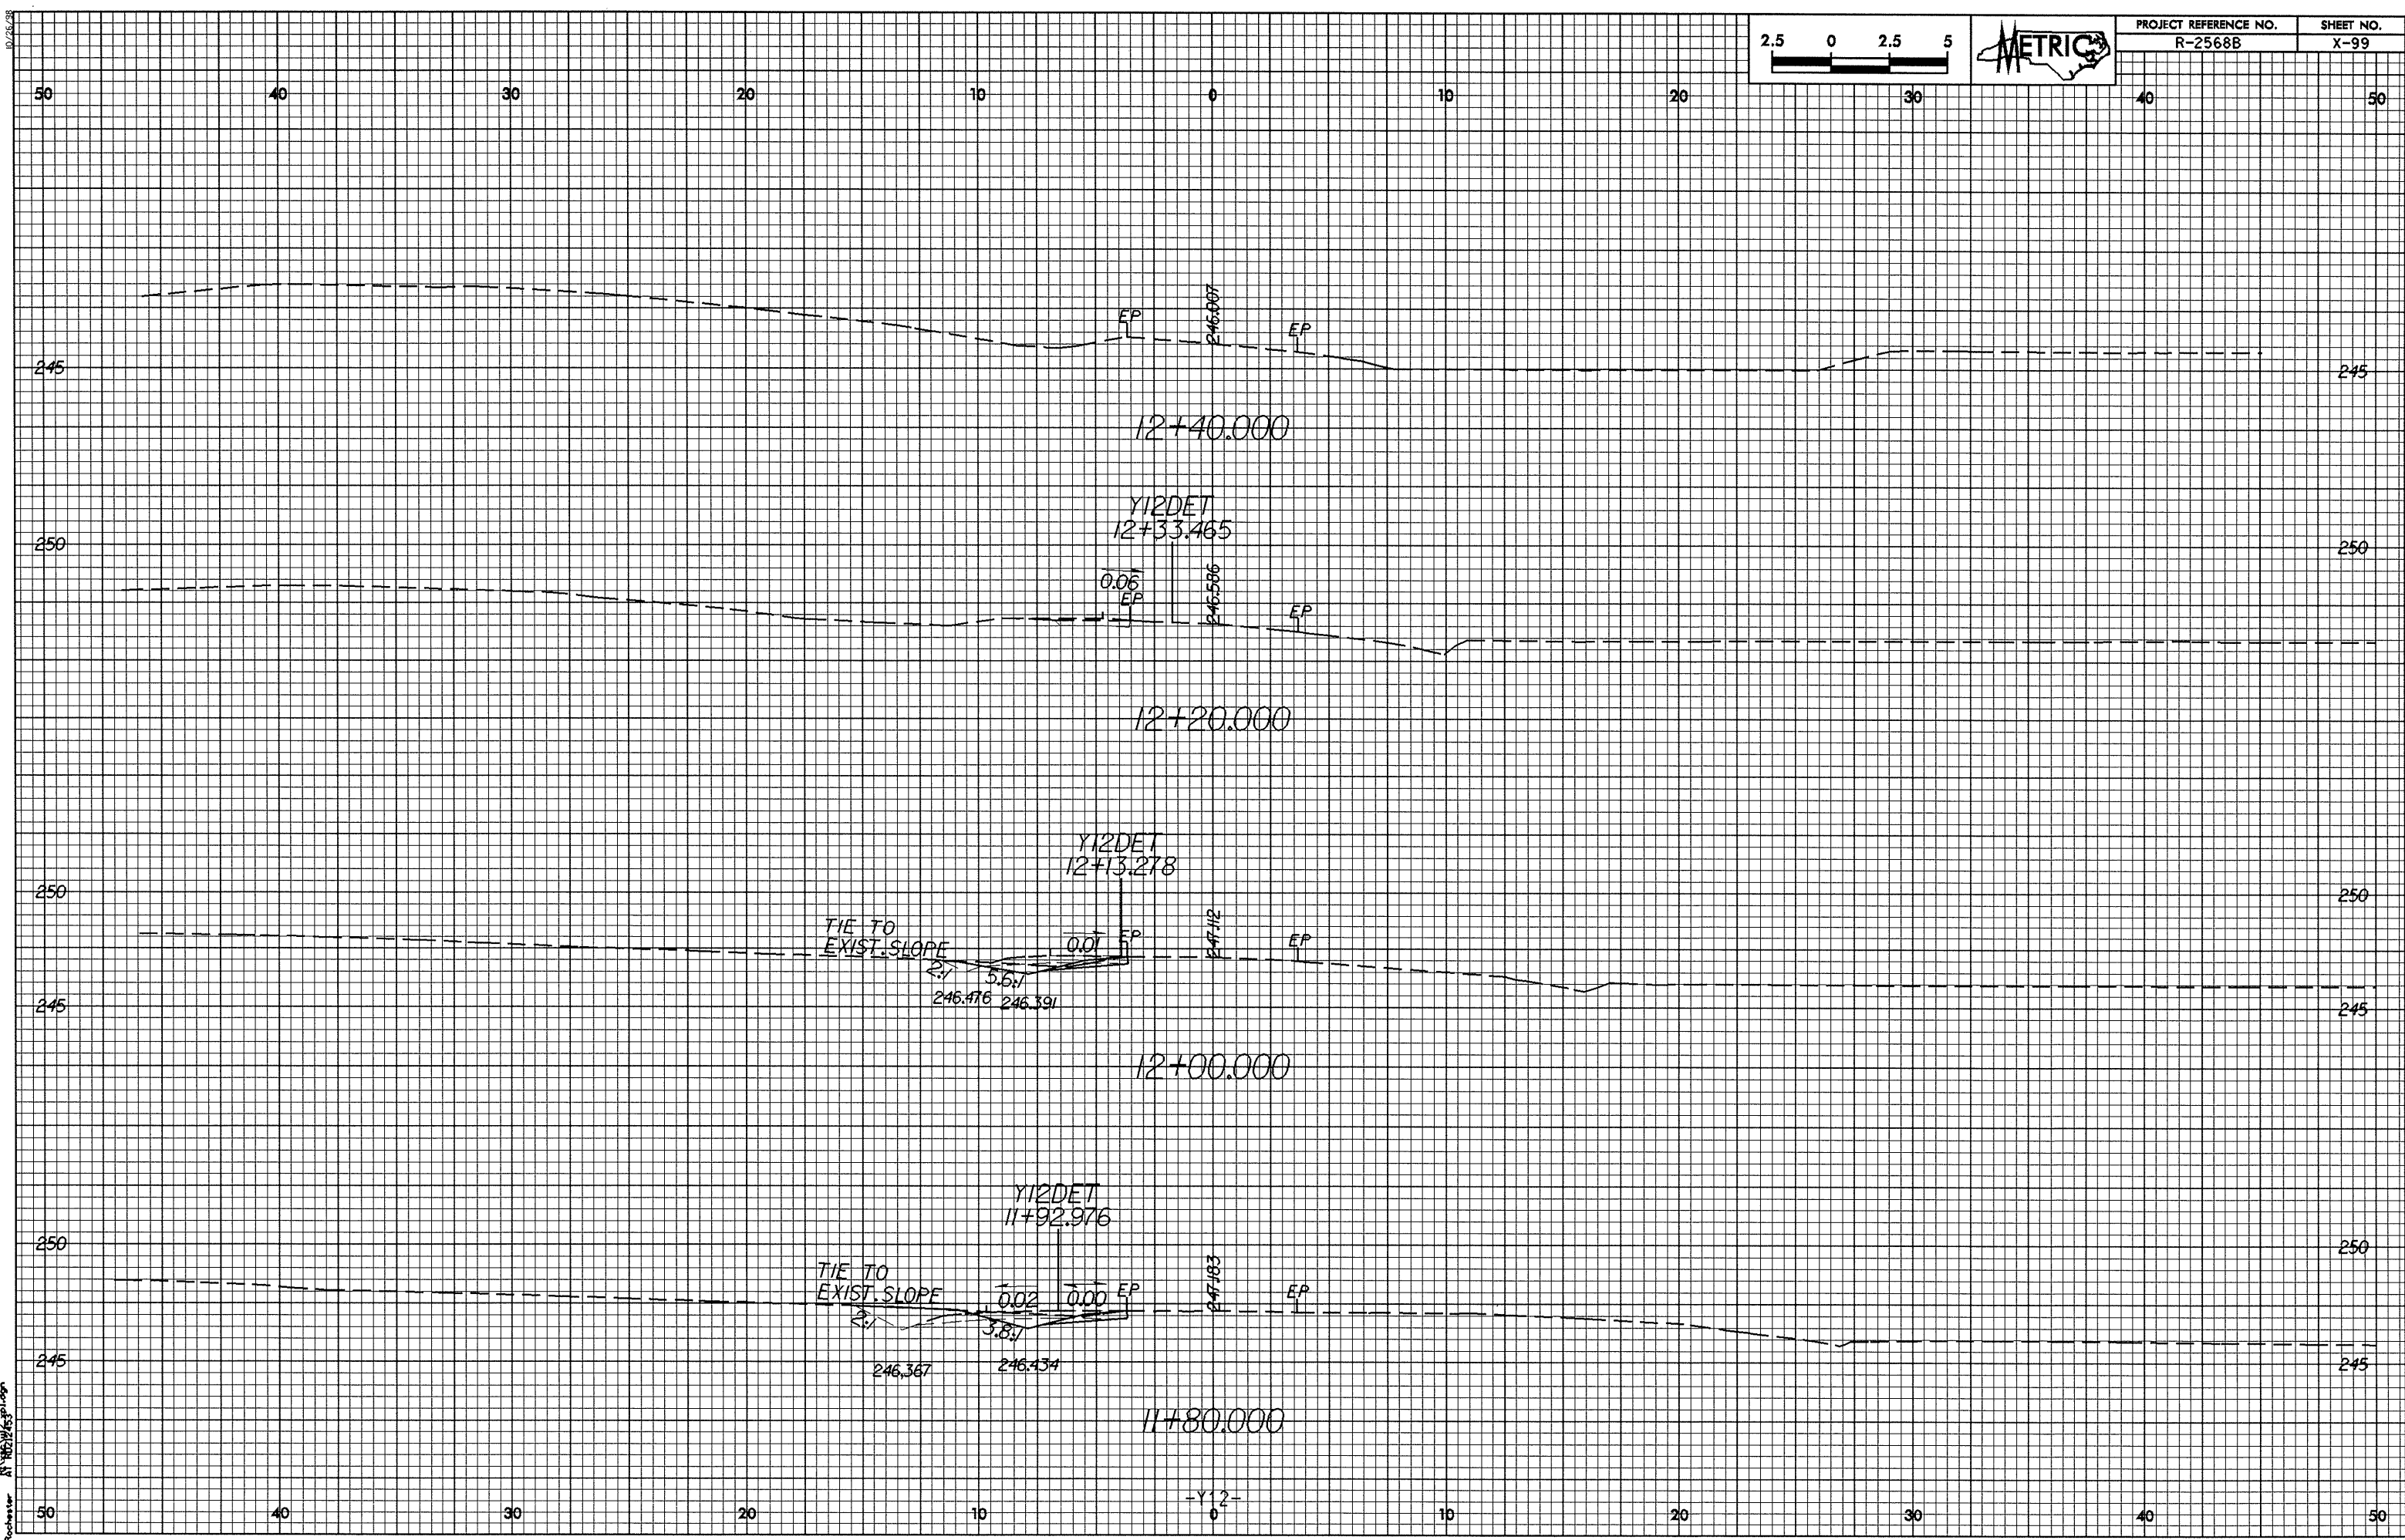 10/26/98
2.5 0 2.5 5
METRIC
PROJECT REFERENCE NO. SHEET NO.
R-2568B X-99
50 40 30 20 10 0 10 20 30 40 50
246.007
EP
EP
245 245
12+40.000
Y12DET
12+33.465
250 250
246.586
0.06
EP
EP
12+20.000
Y12DET
12+13.278
250 250
247.112
TIE TO
EXIST.SLOPE
0.01
EP
EP
2:1
5.6:1
246.476 246.391
245 245
12+00.000
Y12DET
11+92.976
250 250
247.183
TIE TO
EXIST.SLOPE
0.02 0.00 EP
EP
2:1
3.8:1
246.367 246.434
245 245
11+80.000
-Y12-
50 40 30 20 10 0 10 20 30 40 50
Rochester